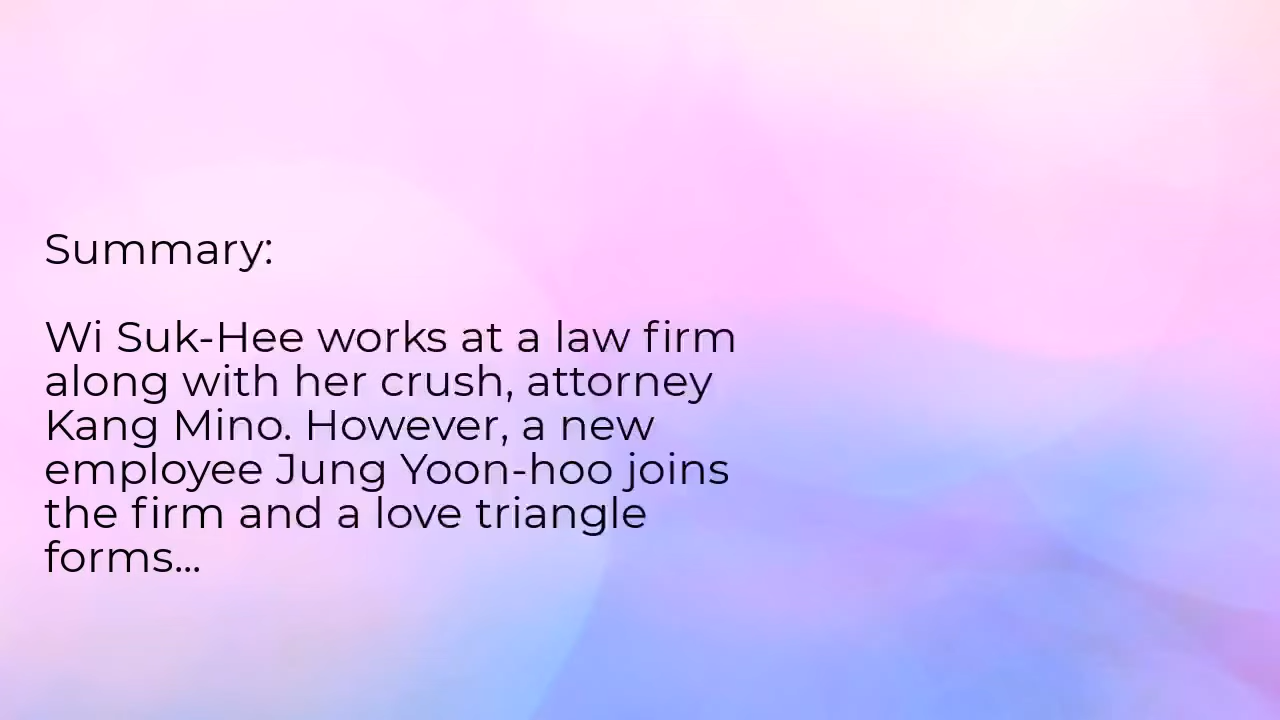 Summary:
Wi Suk-Hee works at a law firm
along with her crush, attorney
Kang Mino. However, a new
employee Jung Yoon-hoo joins
the firm and a love triangle
forms...